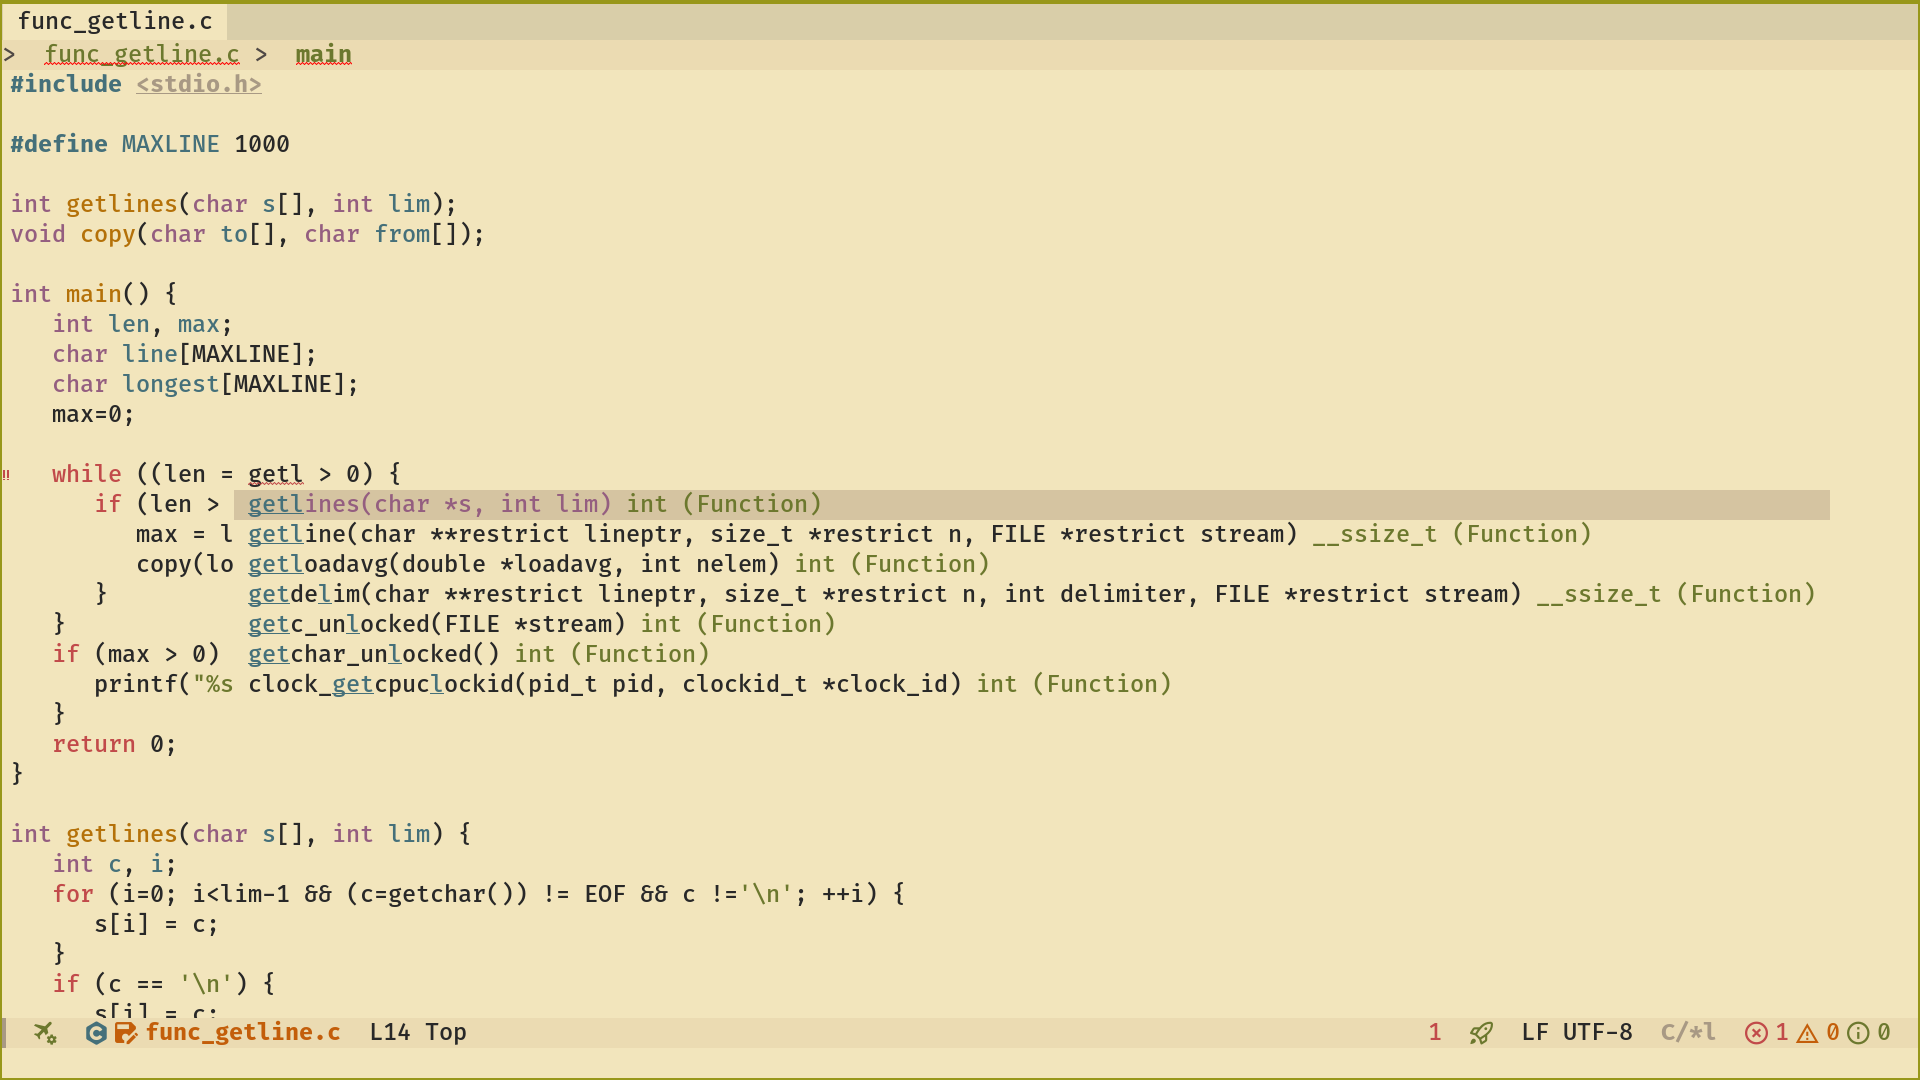 func_getline.c
> func_getline.c > main
#include <stdio.h>
#define MAXLINE 1000
int getlines(char s[], int lim);
void copy(char to[], char from[]);
int main() {
int len, max;
char line[MAXLINE];
char longest[MAXLINE];
max=0;
!! while ((len = getl > 0) {
if (len > getlines(char *s, int lim) int (Function)
max = l getline(char **restrict lineptr, size_t *restrict n, FILE *restrict stream) __ssize_t (Function)
copy(lo getloadavg(double *loadavg, int nelem) int (Function)
} getdelim(char **restrict lineptr, size_t *restrict n, int delimiter, FILE *restrict stream) __ssize_t (Function)
} getc_unlocked(FILE *stream) int (Function)
if (max > 0) getchar_unlocked() int (Function)
printf("%s clock_getcpuclockid(pid_t pid, clockid_t *clock_id) int (Function)
}
return 0;
}
int getlines(char s[], int lim) {
int c, i;
for (i=0; i<lim-1 && (c=getchar()) != EOF && c !='\n'; ++i) {
s[i] = c;
}
if (c == '\n') {
s[i] = c;
func_getline.c L14 Top 1 LF UTF-8 C/*l 1 0 0